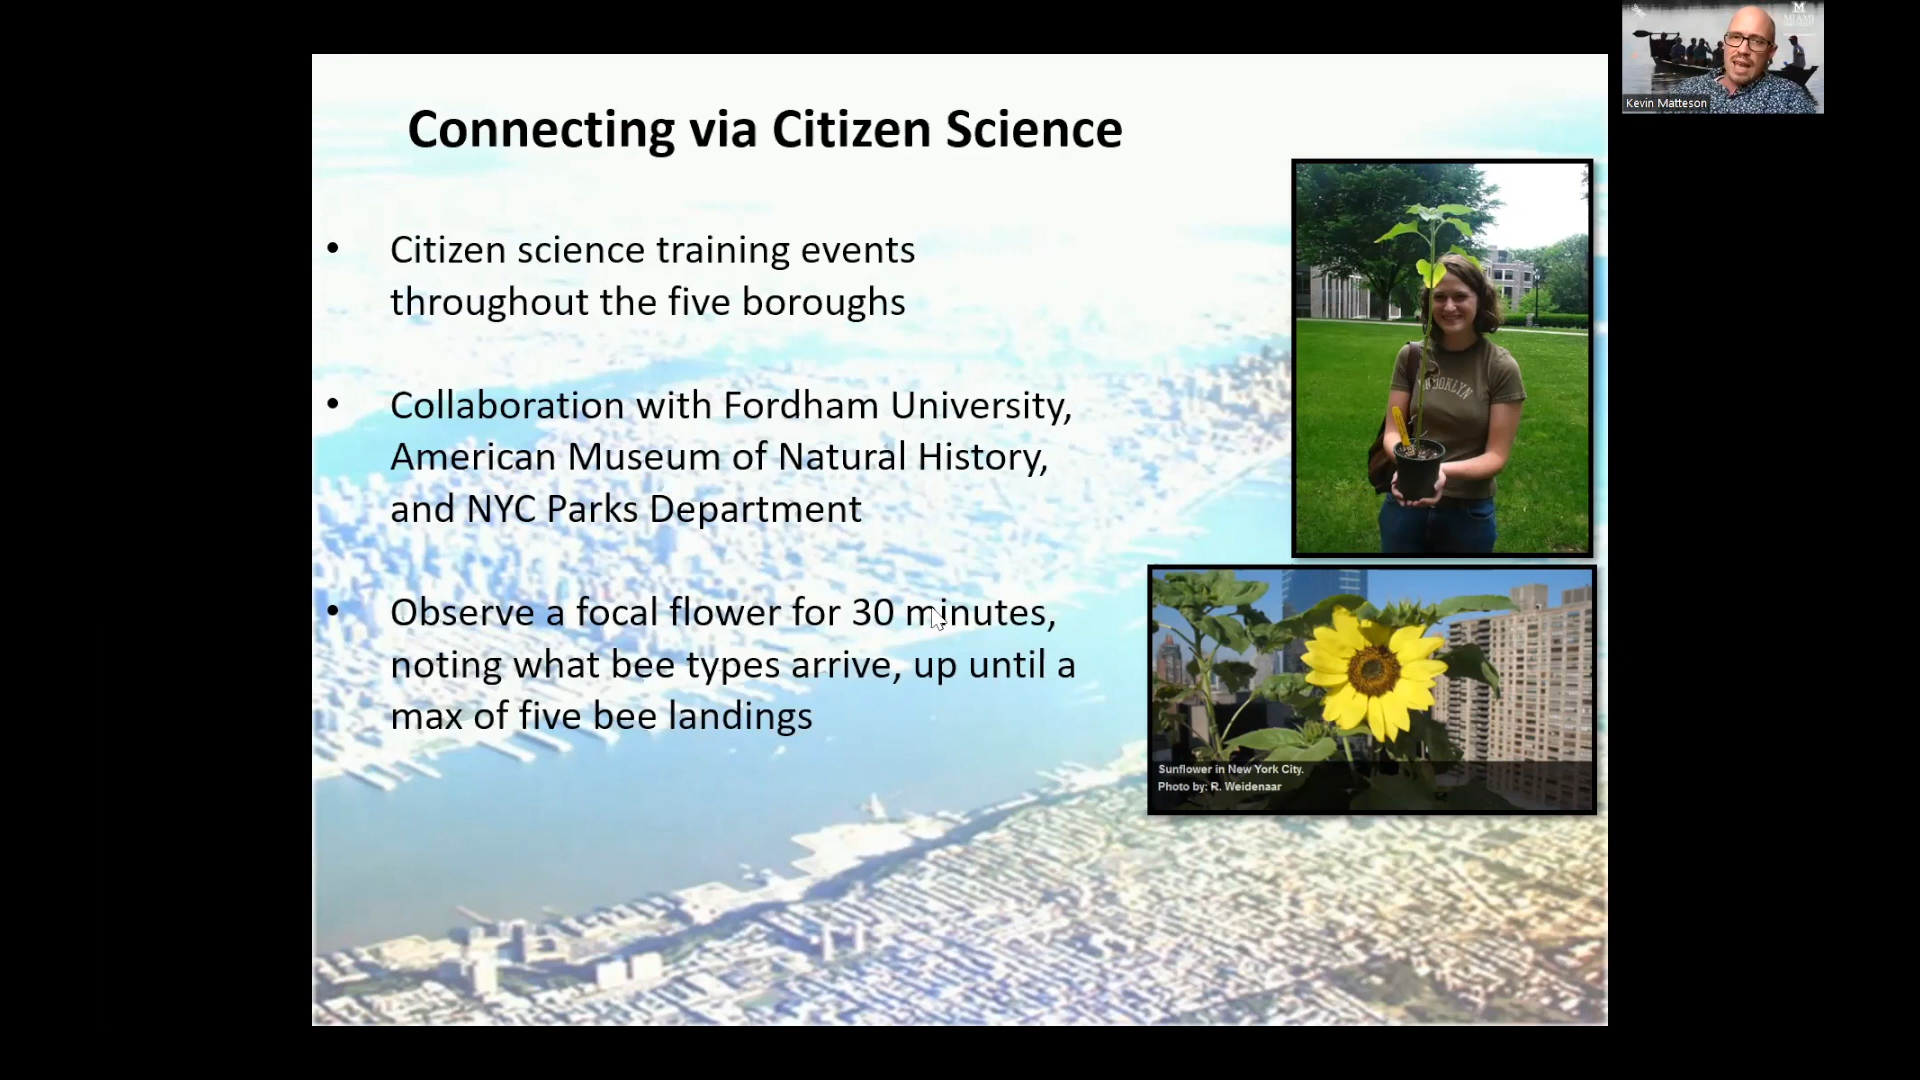 Connecting via Citizen Science
• Citizen science training events
throughout the five boroughs
• Collaboration with Fordham University,
American Museum of Natural History,
and NYC Parks Department
• Observe a focal flower for 30 minutes,
noting what bee types arrive, up until a
max of five bee landings
BROOKLYN
Sunflower in New York City.
Photo by: R. Weidenaar
M
MIAMI
Kevin Matteson